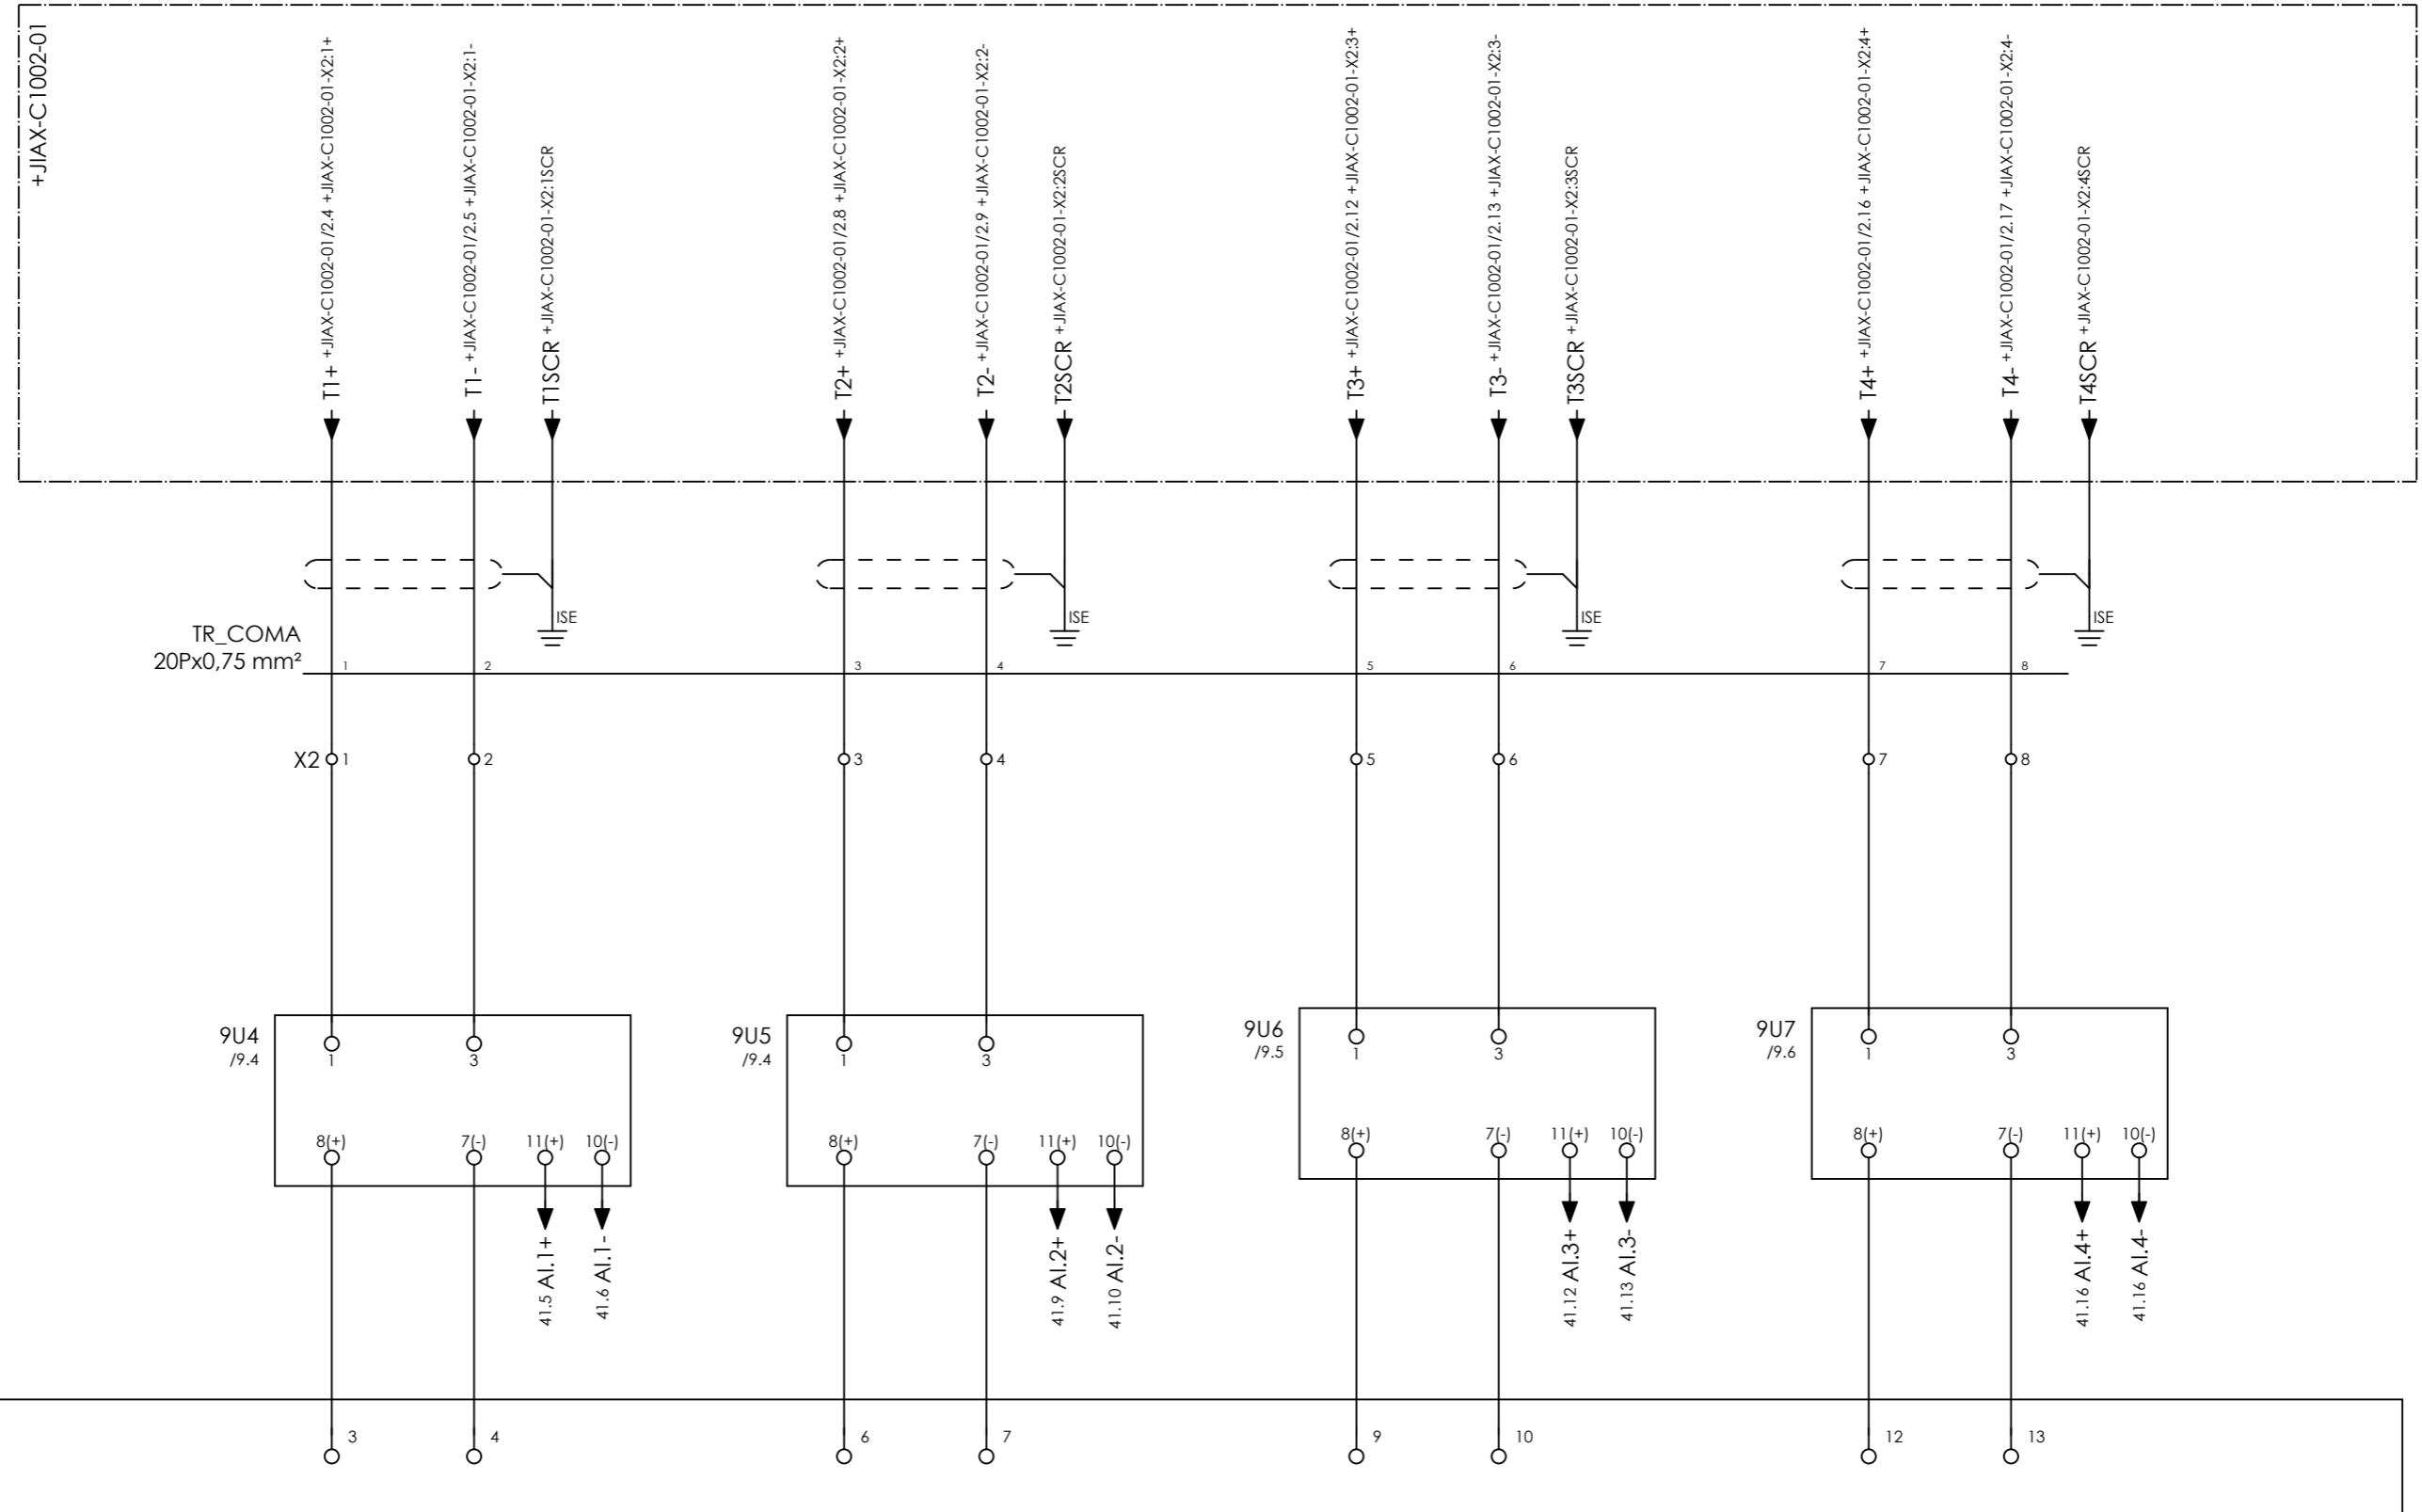 +JIAX-C1002-01
T1+ +JIAX-C1002-01/2.4 +JIAX-C1002-01-X2:1+
T1- +JIAX-C1002-01/2.5 +JIAX-C1002-01-X2:1-
T1SCR +JIAX-C1002-01-X2:1SCR
T2+ +JIAX-C1002-01/2.8 +JIAX-C1002-01-X2:2+
T2- +JIAX-C1002-01/2.9 +JIAX-C1002-01-X2:2-
T2SCR +JIAX-C1002-01-X2:2SCR
T3+ +JIAX-C1002-01/2.12 +JIAX-C1002-01-X2:3+
T3- +JIAX-C1002-01/2.13 +JIAX-C1002-01-X2:3-
T3SCR +JIAX-C1002-01-X2:3SCR
T4+ +JIAX-C1002-01/2.16 +JIAX-C1002-01-X2:4+
T4- +JIAX-C1002-01/2.17 +JIAX-C1002-01-X2:4-
T4SCR +JIAX-C1002-01-X2:4SCR
ISE ISE ISE ISE
TR_COMA
20Px0,75 mm²
1 2 3 4 5 6 7 8
X2 1 2 3 4 5 6 7 8
9U4
/9.4
1 3
8(+) 7(-) 11(+) 10(-)
41.5 AI.1+
41.6 AI.1-
9U5
/9.4
1 3
8(+) 7(-) 11(+) 10(-)
41.9 AI.2+
41.10 AI.2-
9U6
/9.5
1 3
8(+) 7(-) 11(+) 10(-)
41.12 AI.3+
41.13 AI.3-
9U7
/9.6
1 3
8(+) 7(-) 11(+) 10(-)
41.16 AI.4+
41.16 AI.4-
3 4 6 7 9 10 12 13